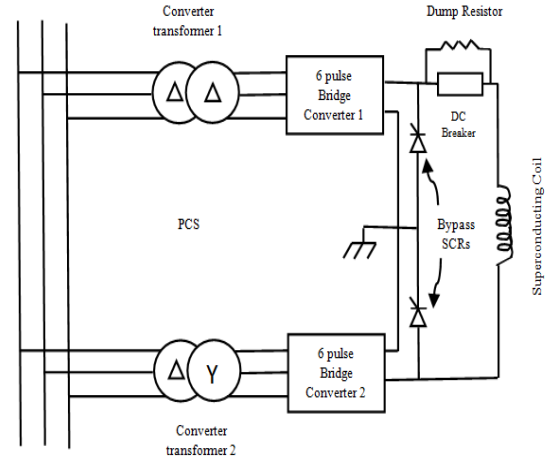 Converter
transformer 1
Dump Resistor
Δ Δ
6 pulse
Bridge
Converter 1
DC
Breaker
PCS
Bypass
SCRs
Superconducting Coil
Δ Y
6 pulse
Bridge
Converter 2
Converter
transformer 2